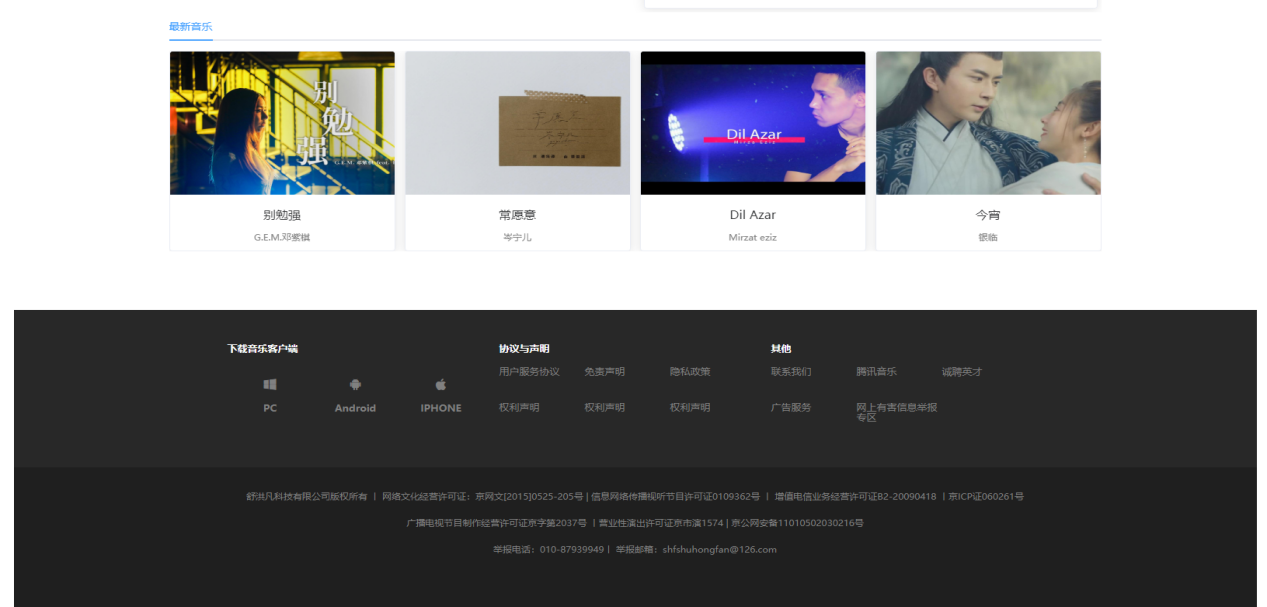 最新音乐
别勉强
G.E.M.
Dil Azar
Mirzat Eziz
别勉强
常愿意
Dil Azar
今宵
G.E.M.邓紫棋
岑宁儿
Mirzat eziz
银临
下载音乐客户端
协议与声明
其他
用户服务协议 免责声明 隐私政策 联系我们 腾讯音乐 诚聘英才
PC Android IPHONE 权利声明 权利声明 权利声明 广告服务 网上有害信息举报
专区
舒洪凡科技有限公司版权所有 | 网络文化经营许可证：京网文[2015]0525-205号 | 信息网络传播视听节目许可证0109362号 | 增值电信业务经营许可证B2-20090418 | 京ICP证060261号
广播电视节目制作经营许可证京字第2037号 | 营业性演出许可证京市演1574 | 京公网安备11010502030216号
举报电话：010-87939949 | 举报邮箱：shfshuhongfan@126.com